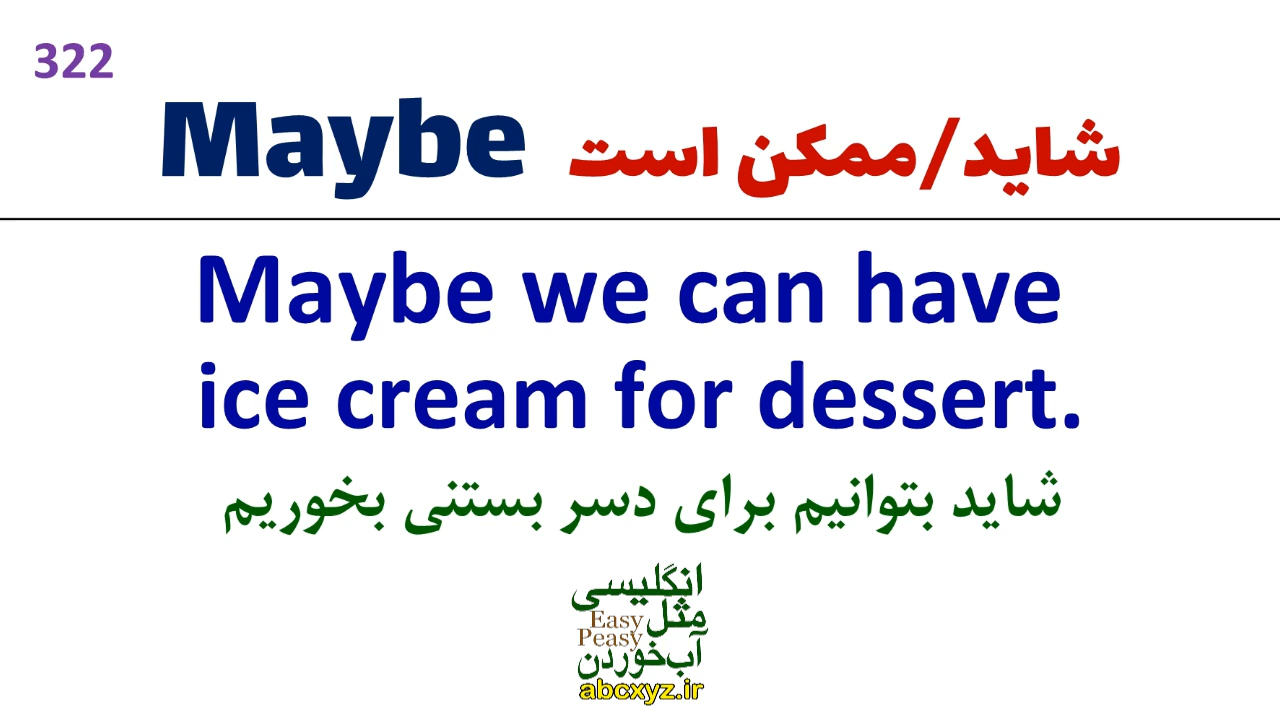 322
Maybe شاید/ممکن است
Maybe we can have
ice cream for dessert.
شاید بتوانیم برای دسر بستنی بخوریم
انگلیسی
مثل
Easy
Peasy
آب‌خوردن
abcxyz.ir